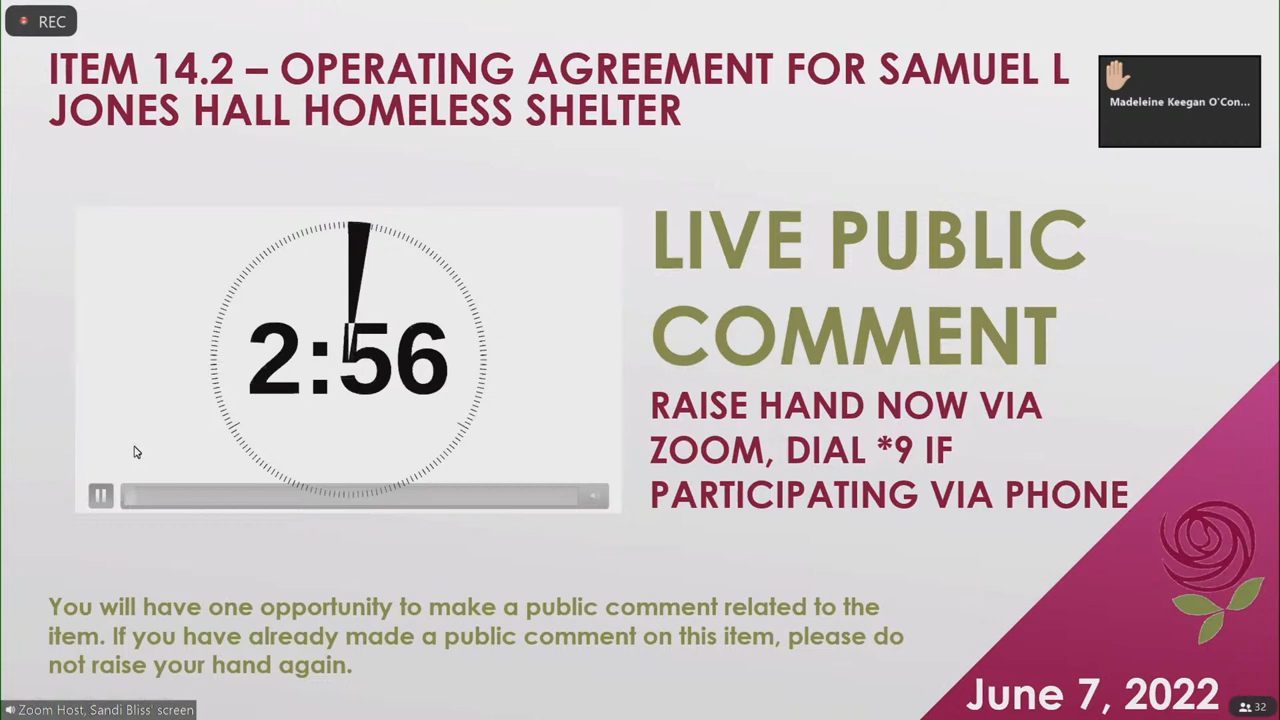 REC
ITEM 14.2 – OPERATING AGREEMENT FOR SAMUEL L
JONES HALL HOMELESS SHELTER
Madeleine Keegan O'Con...
2:56
LIVE PUBLIC
COMMENT
RAISE HAND NOW VIA
ZOOM, DIAL *9 IF
PARTICIPATING VIA PHONE
You will have one opportunity to make a public comment related to the
item. If you have already made a public comment on this item, please do
not raise your hand again.
June 7, 2022
Zoom Host, Sandi Bliss' screen
32